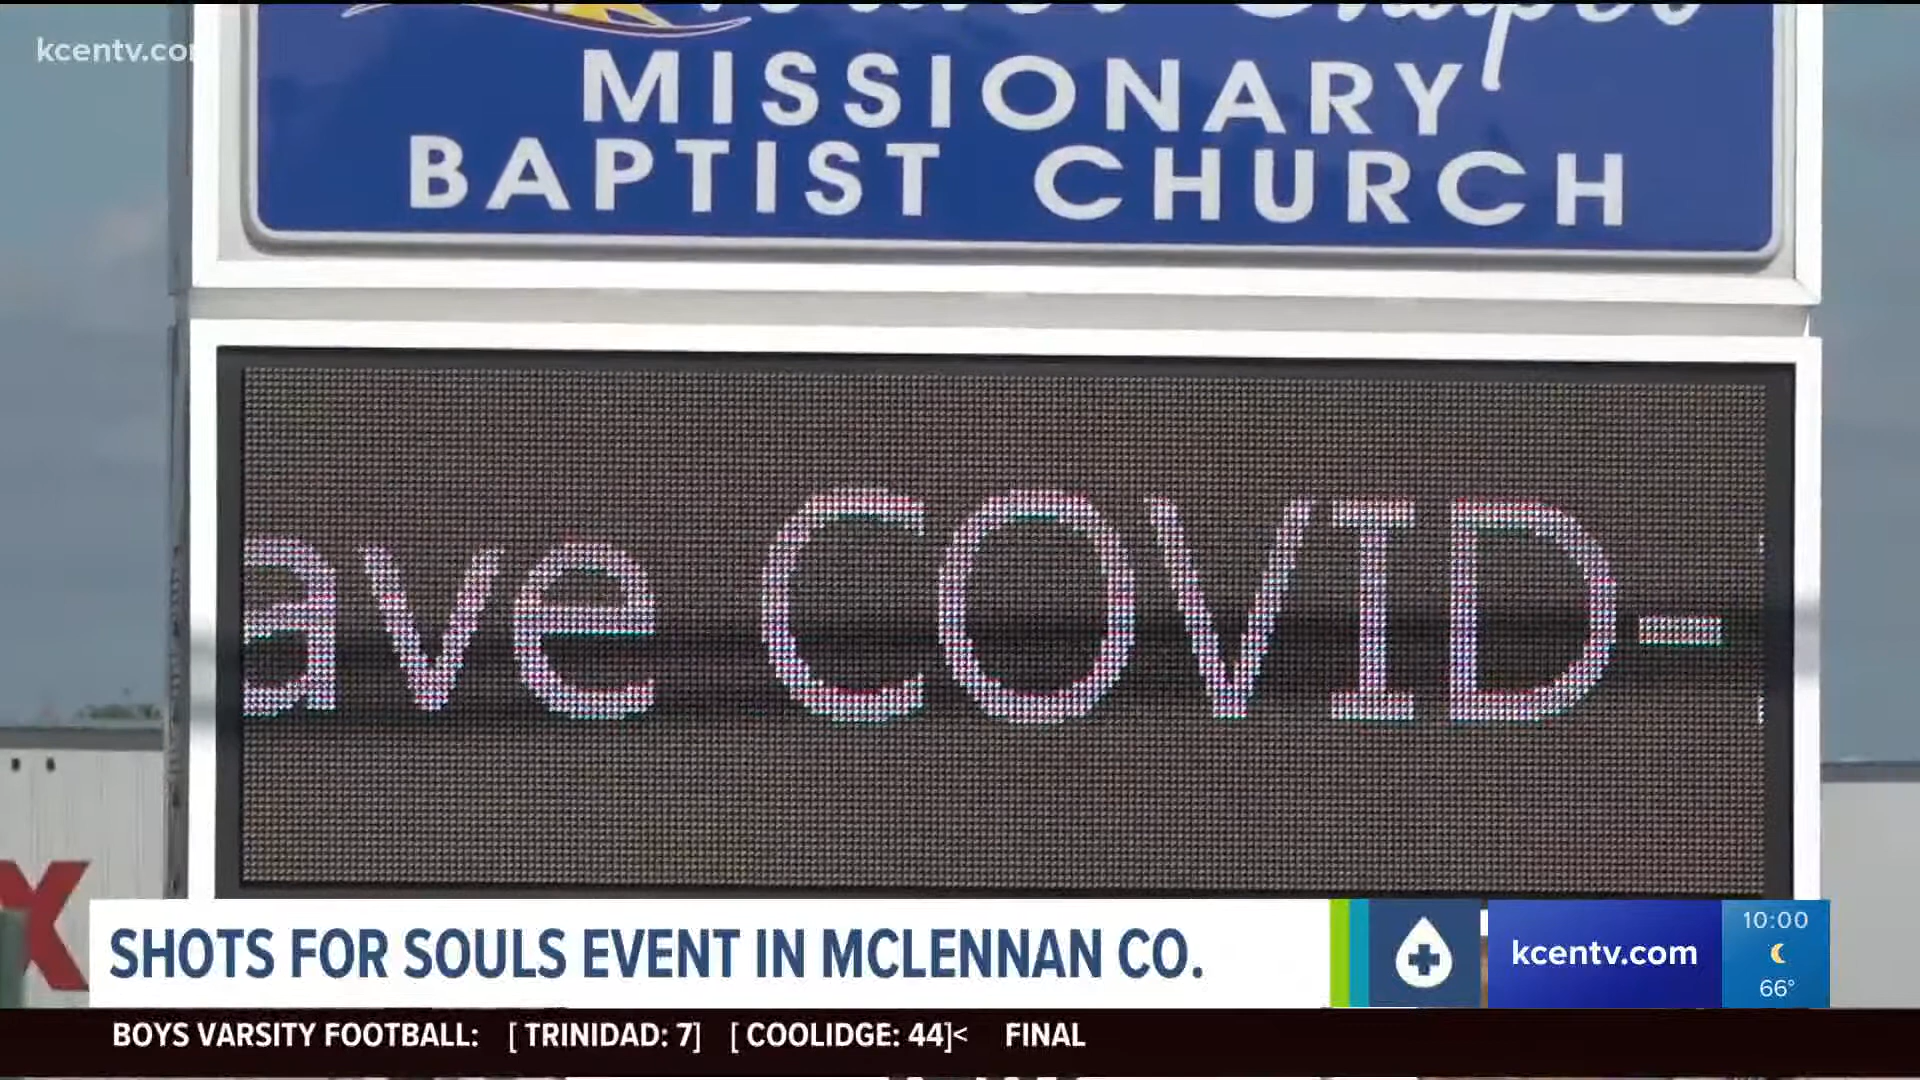 kcentv.co
MISSIONARY
BAPTIST CHURCH
ave COVID-
X
SHOTS FOR SOULS EVENT IN MCLENNAN CO.
kcentv.com
10:00
66°
BOYS VARSITY FOOTBALL: [ TRINIDAD: 7] [ COOLIDGE: 44]< FINAL